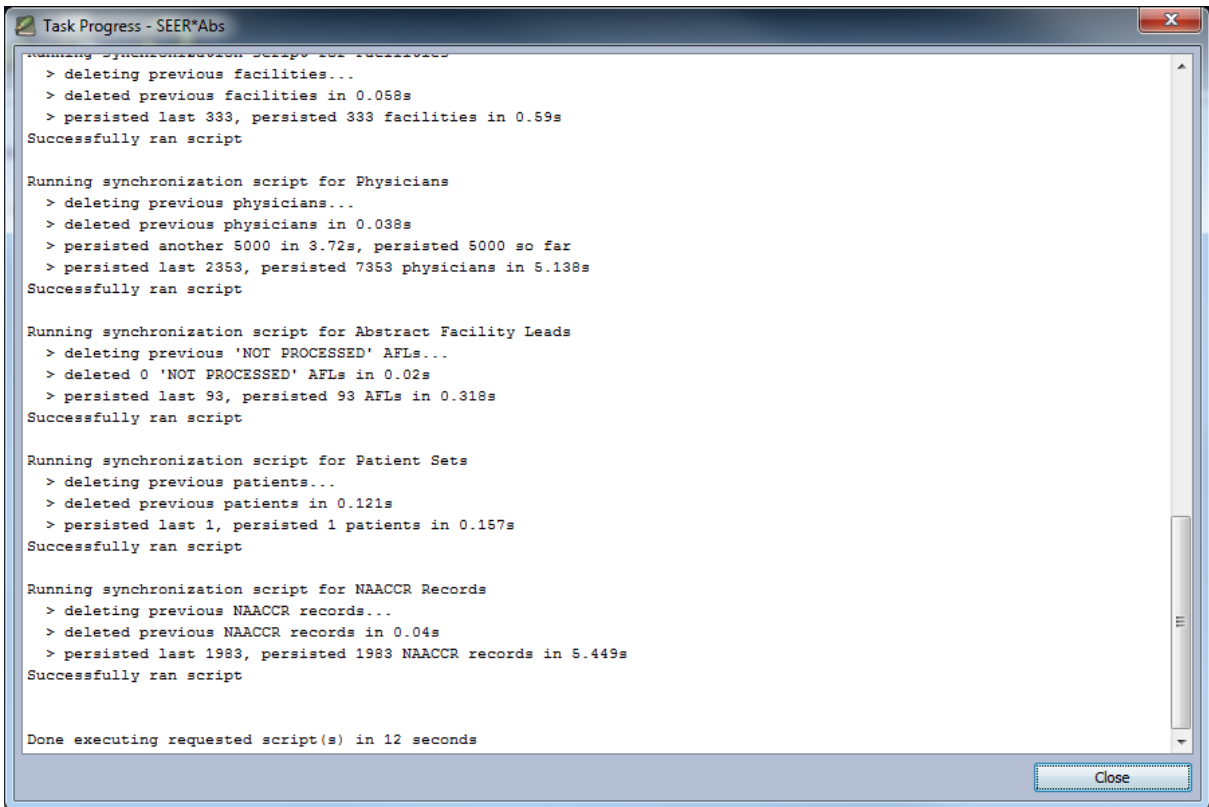 Task Progress - SEER*Abs
Running synchronization script for Facilities
> deleting previous facilities...
> deleted previous facilities in 0.058s
> persisted last 333, persisted 333 facilities in 0.59s
Successfully ran script
Running synchronization script for Physicians
> deleting previous physicians...
> deleted previous physicians in 0.038s
> persisted another 5000 in 3.72s, persisted 5000 so far
> persisted last 2353, persisted 7353 physicians in 5.138s
Successfully ran script
Running synchronization script for Abstract Facility Leads
> deleting previous 'NOT PROCESSED' AFLs...
> deleted 0 'NOT PROCESSED' AFLs in 0.02s
> persisted last 93, persisted 93 AFLs in 0.318s
Successfully ran script
Running synchronization script for Patient Sets
> deleting previous patients...
> deleted previous patients in 0.121s
> persisted last 1, persisted 1 patients in 0.157s
Successfully ran script
Running synchronization script for NAACCR Records
> deleting previous NAACCR records...
> deleted previous NAACCR records in 0.04s
> persisted last 1983, persisted 1983 NAACCR records in 5.449s
Successfully ran script
Done executing requested script(s) in 12 seconds
Close